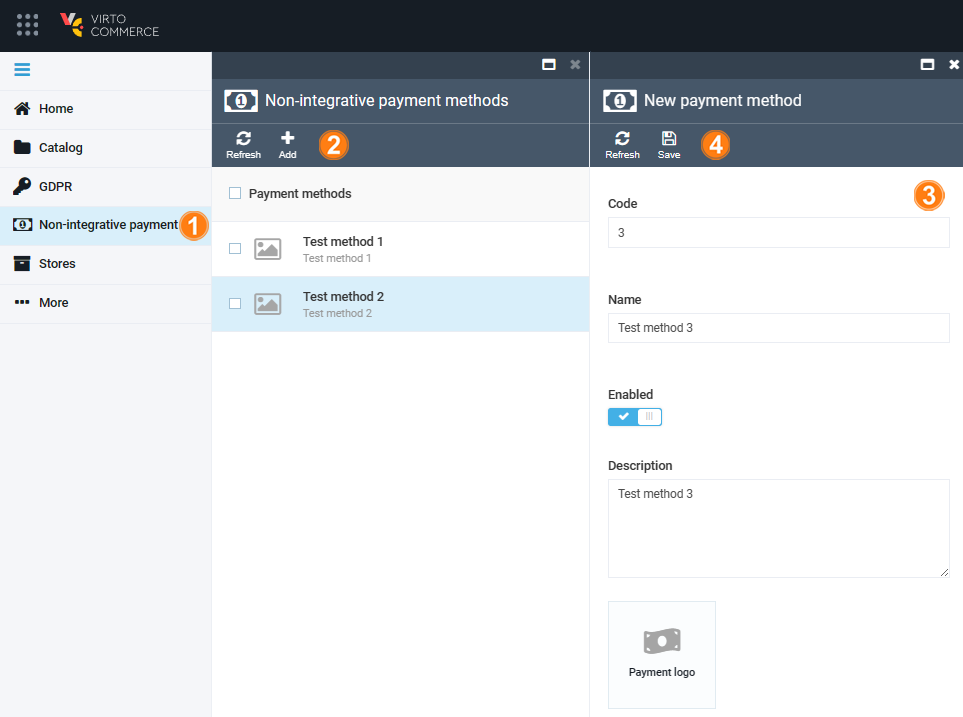 VIRTO
COMMERCE
Home
Catalog
GDPR
Non-integrative payment
1
Stores
More
1 Non-integrative payment methods
Refresh
Add
2
Payment methods
Test method 1
Test method 1
Test method 2
Test method 2
1 New payment method
Refresh
Save
4
3
Code
3
Name
Test method 3
Enabled
Description
Test method 3
Payment logo